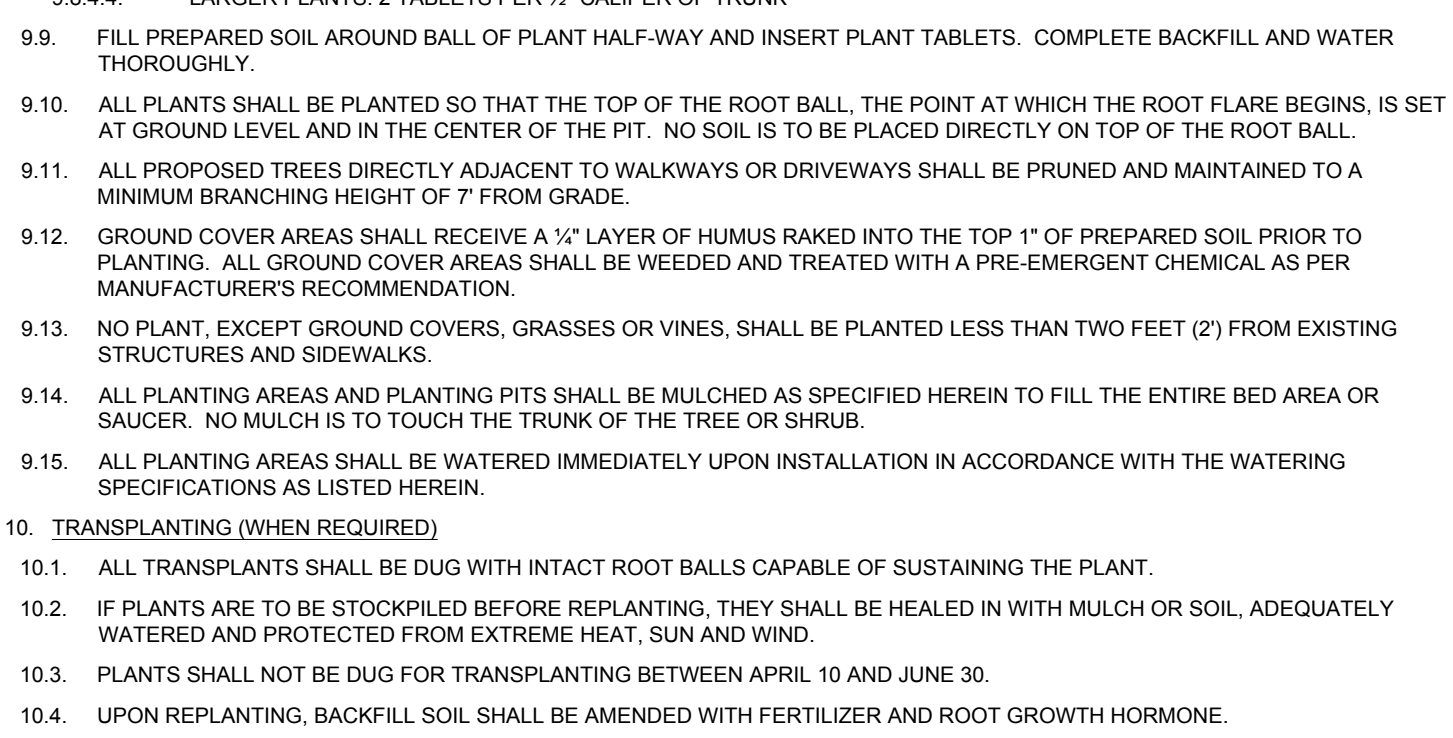 9.8.4.4. LARGER PLANTS: 2 TABLETS PER ½" CALIPER OF TRUNK
9.9. FILL PREPARED SOIL AROUND BALL OF PLANT HALF-WAY AND INSERT PLANT TABLETS. COMPLETE BACKFILL AND WATER
THOROUGHLY.
9.10. ALL PLANTS SHALL BE PLANTED SO THAT THE TOP OF THE ROOT BALL, THE POINT AT WHICH THE ROOT FLARE BEGINS, IS SET
AT GROUND LEVEL AND IN THE CENTER OF THE PIT. NO SOIL IS TO BE PLACED DIRECTLY ON TOP OF THE ROOT BALL.
9.11. ALL PROPOSED TREES DIRECTLY ADJACENT TO WALKWAYS OR DRIVEWAYS SHALL BE PRUNED AND MAINTAINED TO A
MINIMUM BRANCHING HEIGHT OF 7' FROM GRADE.
9.12. GROUND COVER AREAS SHALL RECEIVE A ¼" LAYER OF HUMUS RAKED INTO THE TOP 1" OF PREPARED SOIL PRIOR TO
PLANTING. ALL GROUND COVER AREAS SHALL BE WEEDED AND TREATED WITH A PRE-EMERGENT CHEMICAL AS PER
MANUFACTURER'S RECOMMENDATION.
9.13. NO PLANT, EXCEPT GROUND COVERS, GRASSES OR VINES, SHALL BE PLANTED LESS THAN TWO FEET (2') FROM EXISTING
STRUCTURES AND SIDEWALKS.
9.14. ALL PLANTING AREAS AND PLANTING PITS SHALL BE MULCHED AS SPECIFIED HEREIN TO FILL THE ENTIRE BED AREA OR
SAUCER. NO MULCH IS TO TOUCH THE TRUNK OF THE TREE OR SHRUB.
9.15. ALL PLANTING AREAS SHALL BE WATERED IMMEDIATELY UPON INSTALLATION IN ACCORDANCE WITH THE WATERING
SPECIFICATIONS AS LISTED HEREIN.
10. TRANSPLANTING (WHEN REQUIRED)
10.1. ALL TRANSPLANTS SHALL BE DUG WITH INTACT ROOT BALLS CAPABLE OF SUSTAINING THE PLANT.
10.2. IF PLANTS ARE TO BE STOCKPILED BEFORE REPLANTING, THEY SHALL BE HEALED IN WITH MULCH OR SOIL, ADEQUATELY
WATERED AND PROTECTED FROM EXTREME HEAT, SUN AND WIND.
10.3. PLANTS SHALL NOT BE DUG FOR TRANSPLANTING BETWEEN APRIL 10 AND JUNE 30.
10.4. UPON REPLANTING, BACKFILL SOIL SHALL BE AMENDED WITH FERTILIZER AND ROOT GROWTH HORMONE.